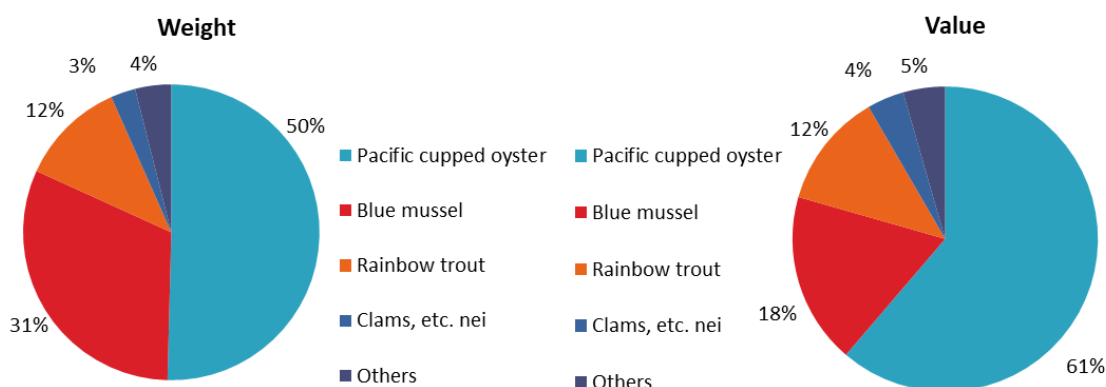 Weight
3%
4%
12%
50%
31%
Pacific cupped oyster
Blue mussel
Rainbow trout
Clams, etc. nei
Others
Value
4%
5%
12%
18%
61%
Pacific cupped oyster
Blue mussel
Rainbow trout
Clams, etc. nei
Others